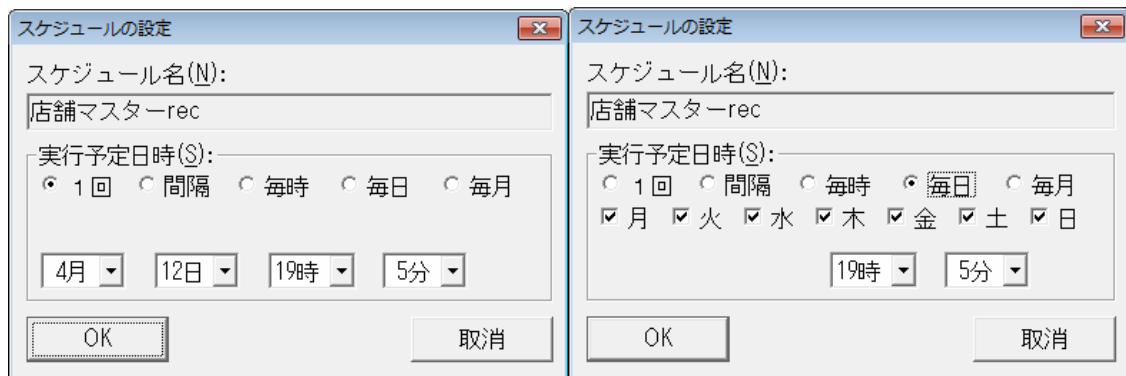 スケジュールの設定
スケジュール名(N):
店舗マスターrec
実行予定日時(S):
1回 間隔 毎時 毎日 毎月
4月 12日 19時 5分
OK 取消
スケジュールの設定
スケジュール名(N):
店舗マスターrec
実行予定日時(S):
1回 間隔 毎時 毎日 毎月
月 火 水 木 金 土 日
19時 5分
OK 取消